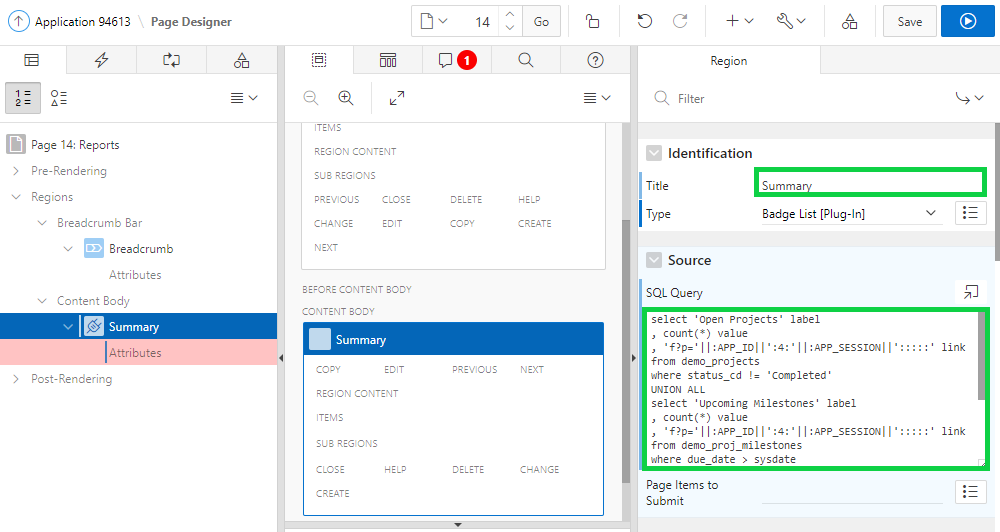 Application 94613 \ Page Designer
14
Go
Save
1
Region
Filter
Page 14: Reports
Pre-Rendering
Regions
Breadcrumb Bar
Breadcrumb
Attributes
Content Body
Summary
Attributes
Post-Rendering
ITEMS
REGION CONTENT
SUB REGIONS
PREVIOUS CLOSE DELETE HELP
CHANGE EDIT COPY CREATE
NEXT
BEFORE CONTENT BODY
CONTENT BODY
Summary
COPY EDIT PREVIOUS NEXT
REGION CONTENT
ITEMS
SUB REGIONS
CLOSE HELP DELETE CHANGE
CREATE
Identification
Title Summary
Type Badge List [Plug-In]
Source
SQL Query
select 'Open Projects' label
, count(*) value
, 'f?p='||:APP_ID||':4:'||:APP_SESSION||':::::' link
from demo_projects
where status_cd != 'Completed'
UNION ALL
select 'Upcoming Milestones' label
, count(*) value
, 'f?p='||:APP_ID||':4:'||:APP_SESSION||':::::' link
from demo_proj_milestones
where due_date > sysdate
Page Items to
Submit